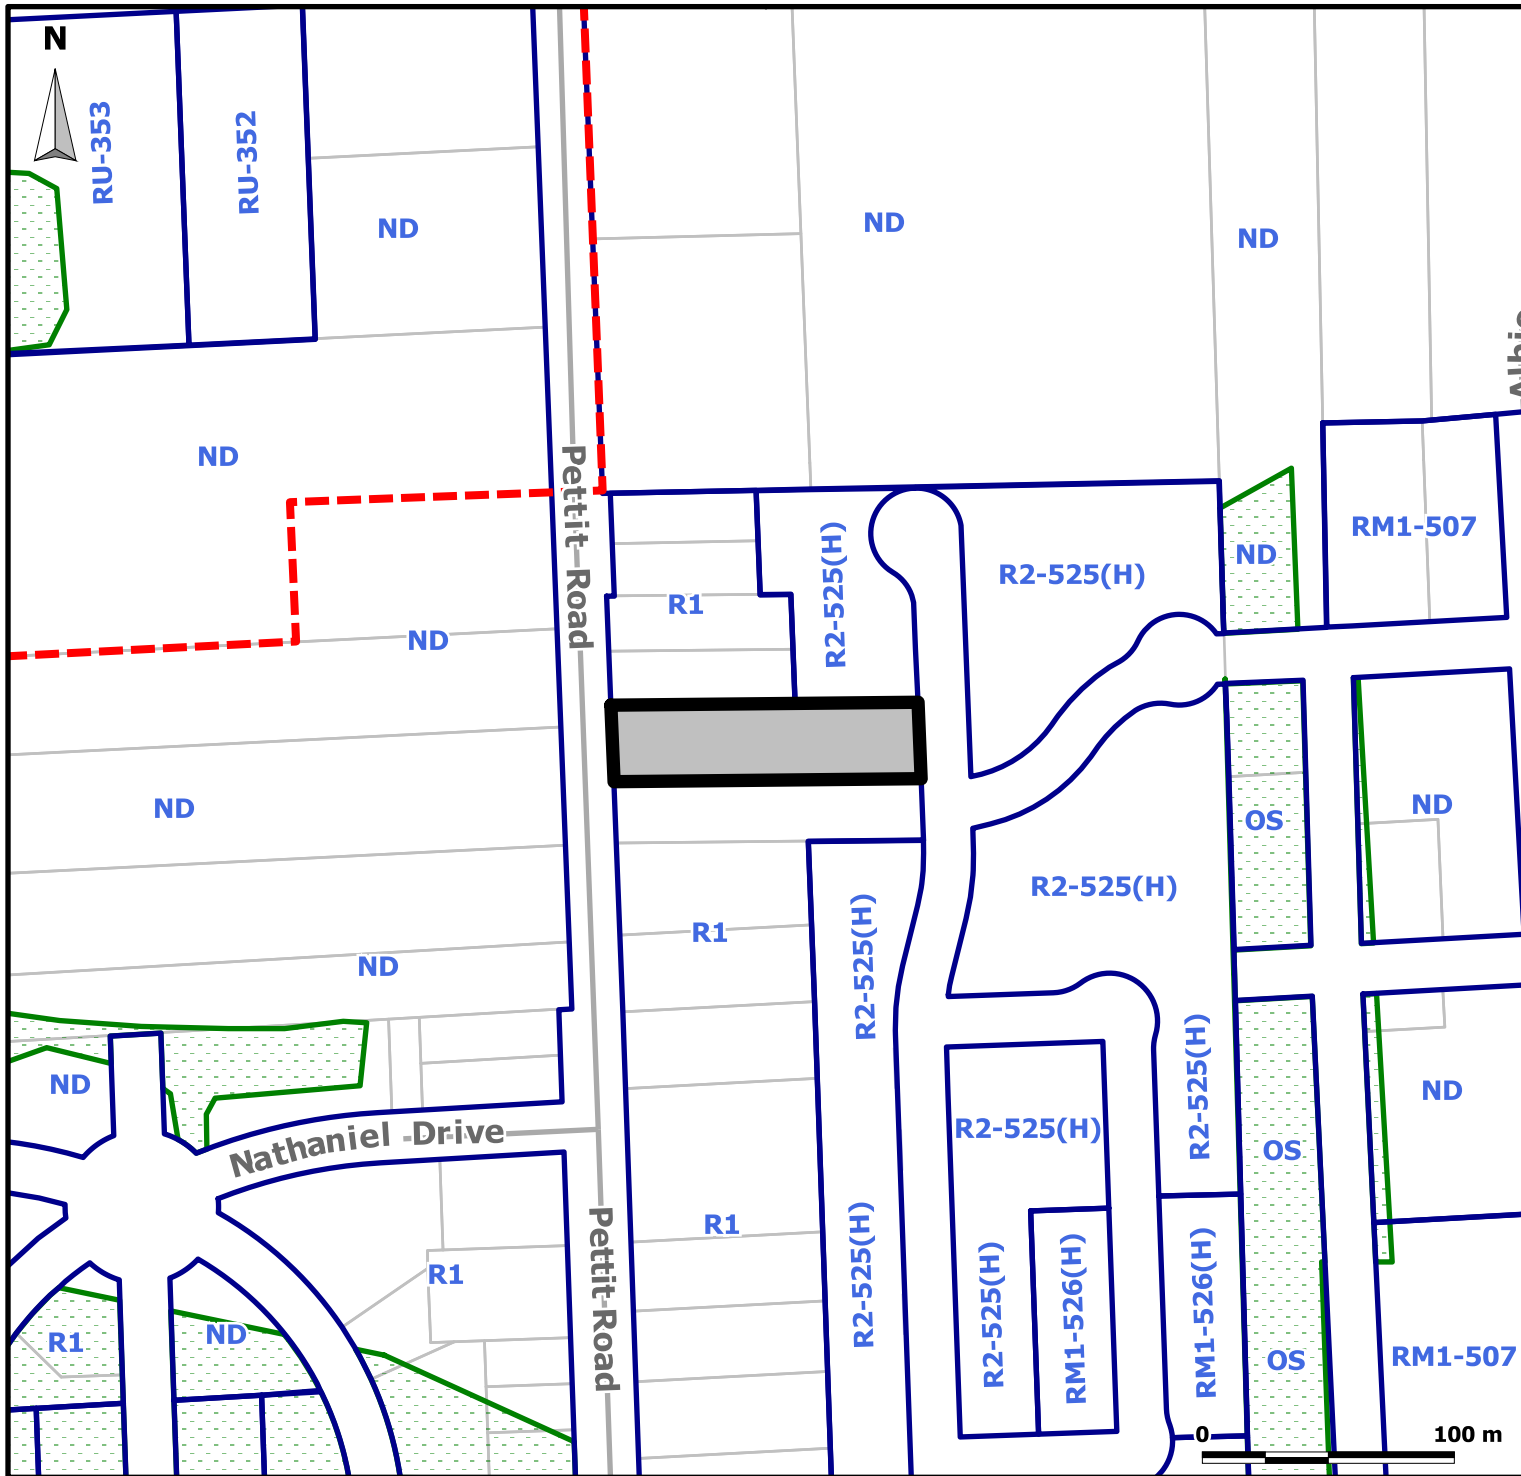 N
RU-353
RU-352
ND
ND
ND
ND
Pettit Road
RM1-507
ND
R2-525(H)
R2-525(H)
R1
ND
ND
ND
OS
R2-525(H)
R1
R2-525(H)
ND
ND
R2-525(H)
ND
R2-525(H)
Nathaniel Drive
OS
R1
R1
R2-525(H)
Pettit Road
R2-525(H)
RM1-526(H)
RM1-526(H)
R1
ND
OS
RM1-507
0
100 m